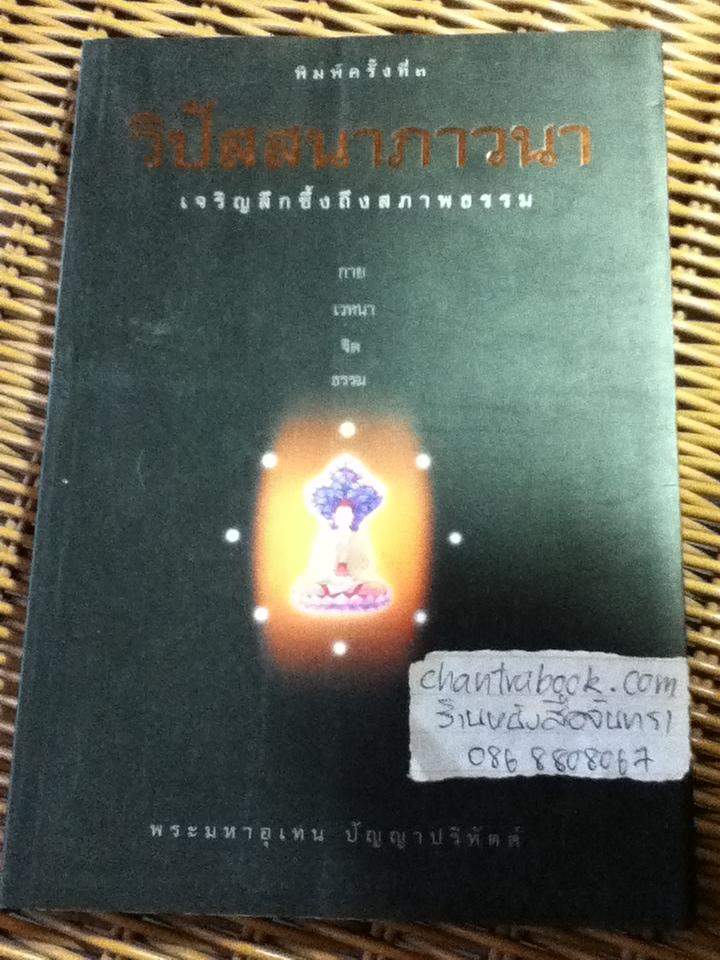 พิมพ์ครั้งที่๓
วิปัสสนาภาวนา
เจริญลึกซึ้งถึงสภาพธรรม
กาย
เวทนา
จิต
ธรรม
chantrabook.com
ร้านหนังสือจันทรา
086 8808067
พระมหาอุเทน ปัญญาปริทัตต์